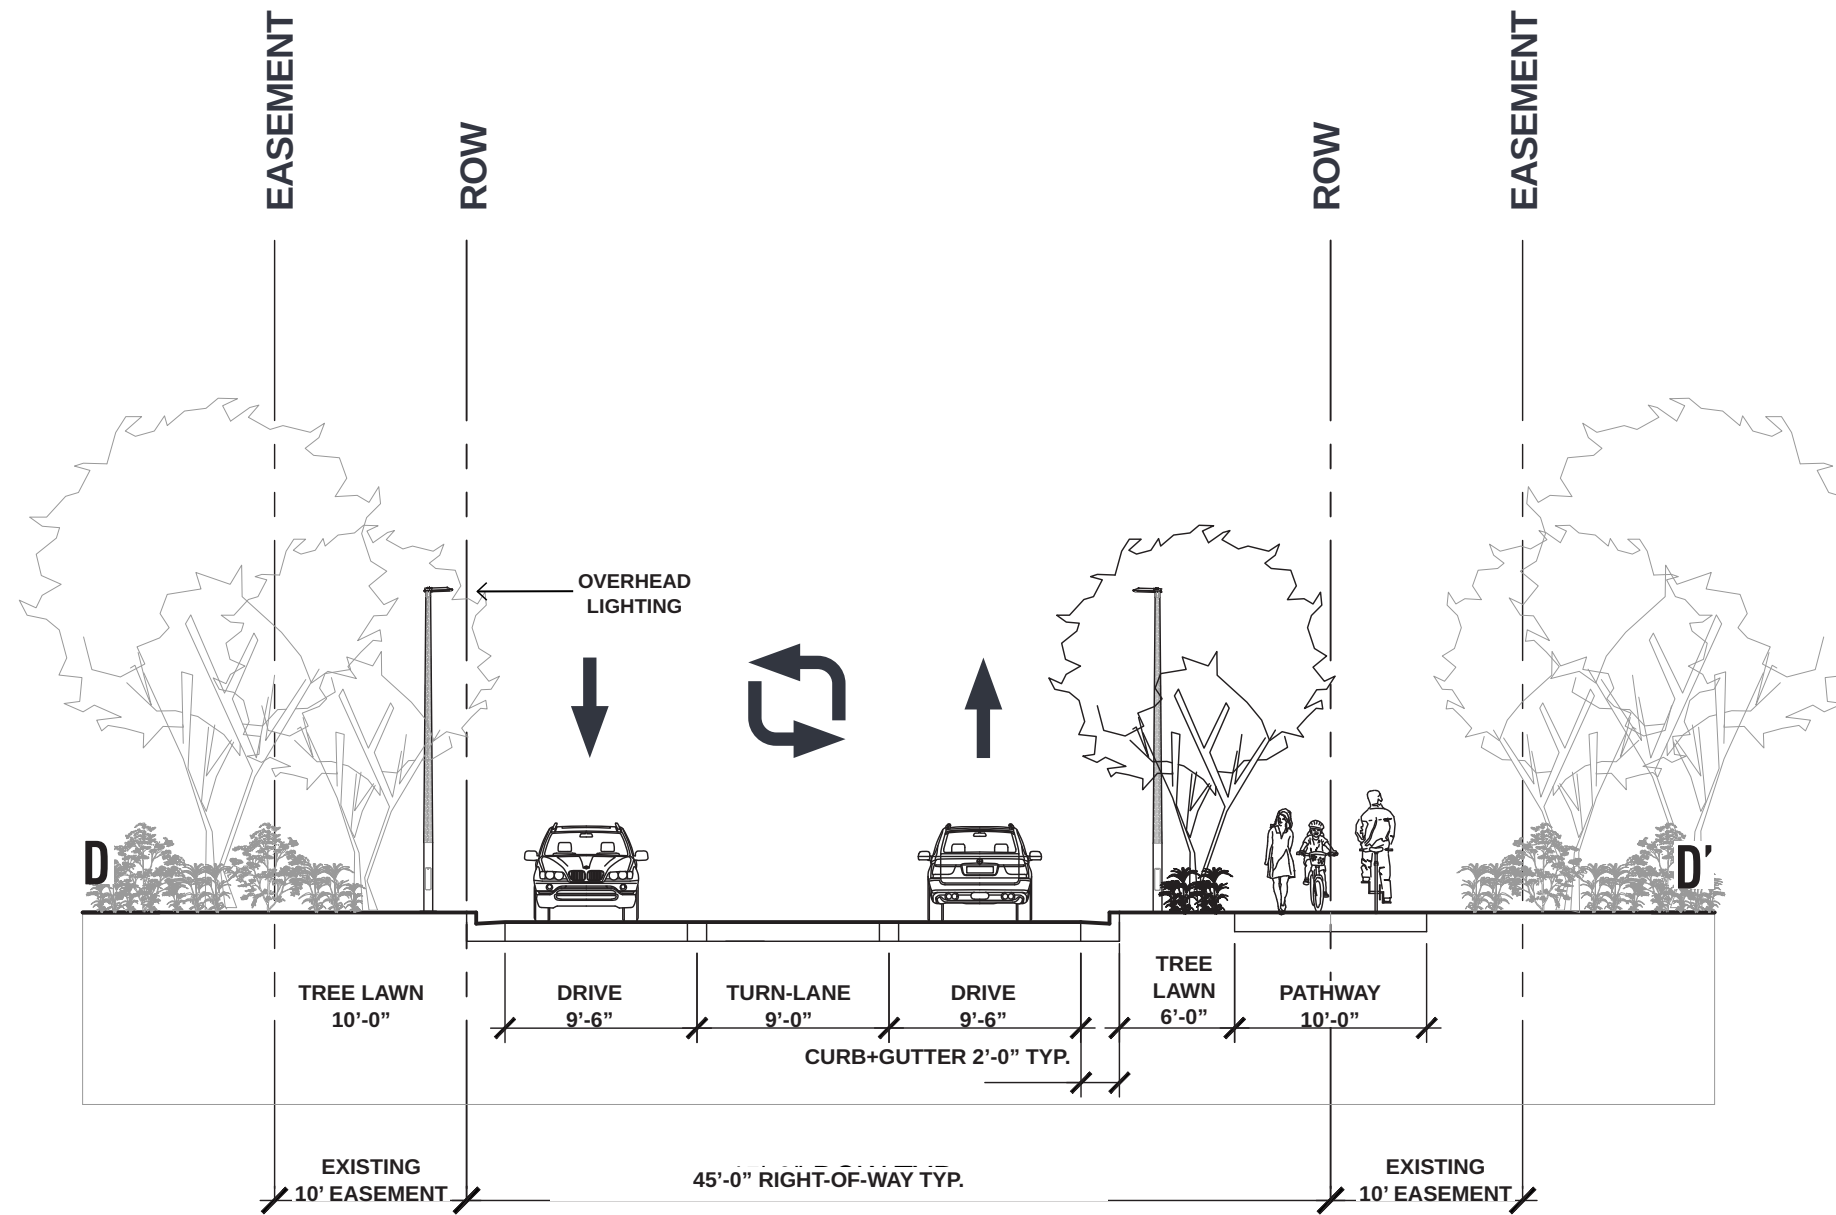 EASEMENT
ROW
ROW
EASEMENT
OVERHEAD
LIGHTING
D
D’
TREE LAWN
10’-0”
DRIVE
9’-6”
TURN-LANE
9’-0”
DRIVE
9’-6”
TREE
LAWN
6’-0”
PATHWAY
10’-0”
CURB+GUTTER 2’-0” TYP.
EXISTING
10’ EASEMENT
45’-0” RIGHT-OF-WAY TYP.
EXISTING
10’ EASEMENT